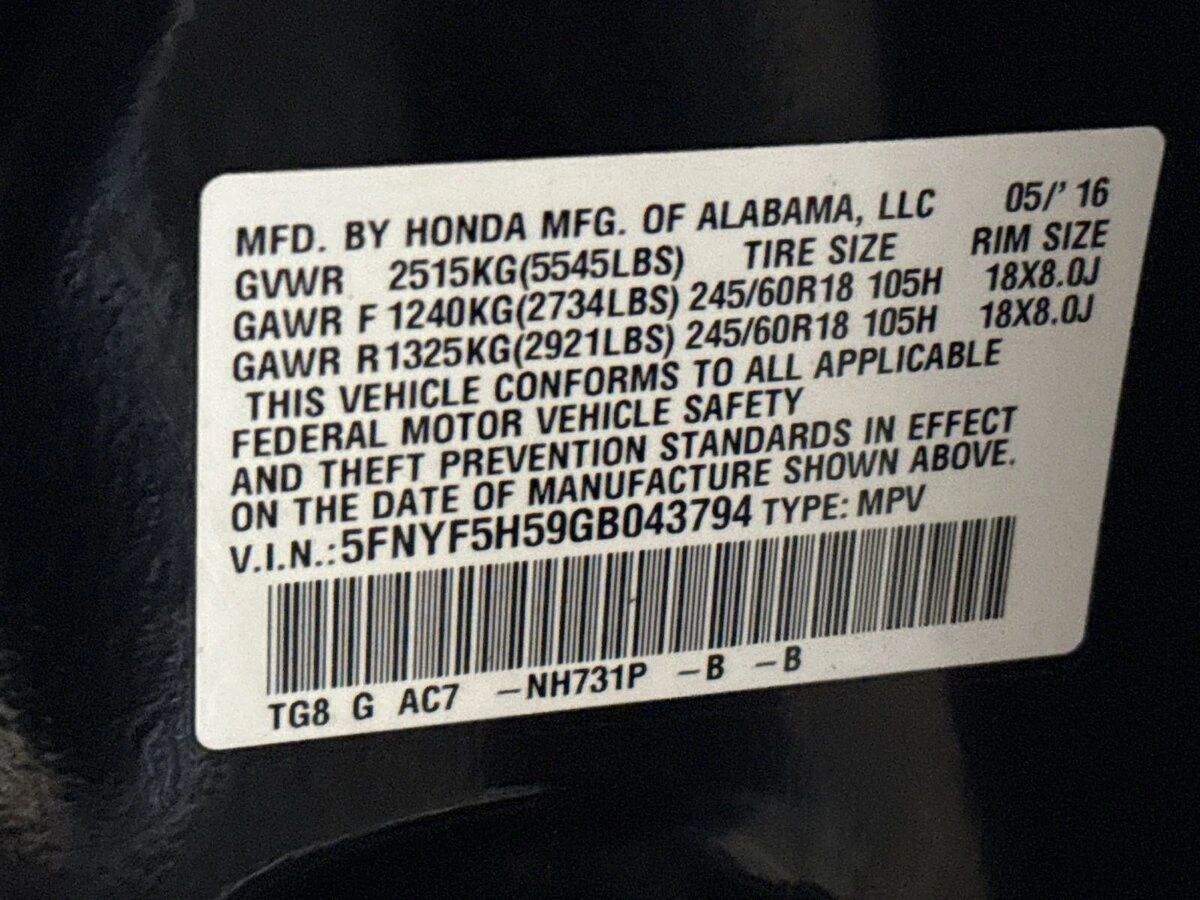 MFD. BY HONDA MFG. OF ALABAMA, LLC 05/' 16
GVWR 2515KG(5545LBS) TIRE SIZE RIM SIZE
GAWR F 1240KG(2734LBS) 245/60R18 105H 18X8.0J
GAWR R 1325KG(2921LBS) 245/60R18 105H 18X8.0J
THIS VEHICLE CONFORMS TO ALL APPLICABLE
FEDERAL MOTOR VEHICLE SAFETY
AND THEFT PREVENTION STANDARDS IN EFFECT
ON THE DATE OF MANUFACTURE SHOWN ABOVE.
V.I.N.:5FNYF5H59GB043794 TYPE: MPV
TG8 G AC7 –NH731P –B –B